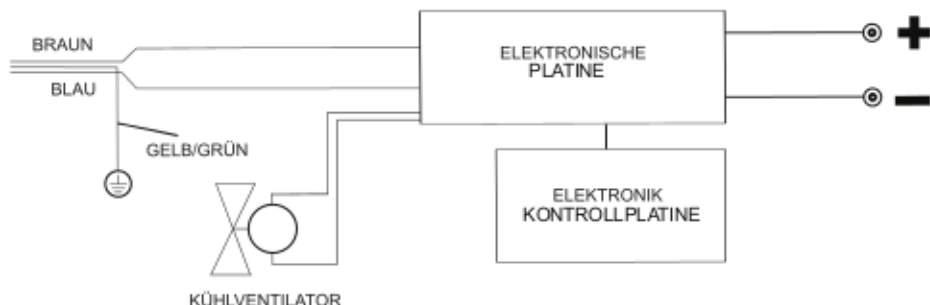 BRAUN
BLAU
GELB/GRÜN
ELEKTRONISCHE
PLATINE
+
−
ELEKTRONIK
KONTROLLPLATINE
KÜHLVENTILATOR